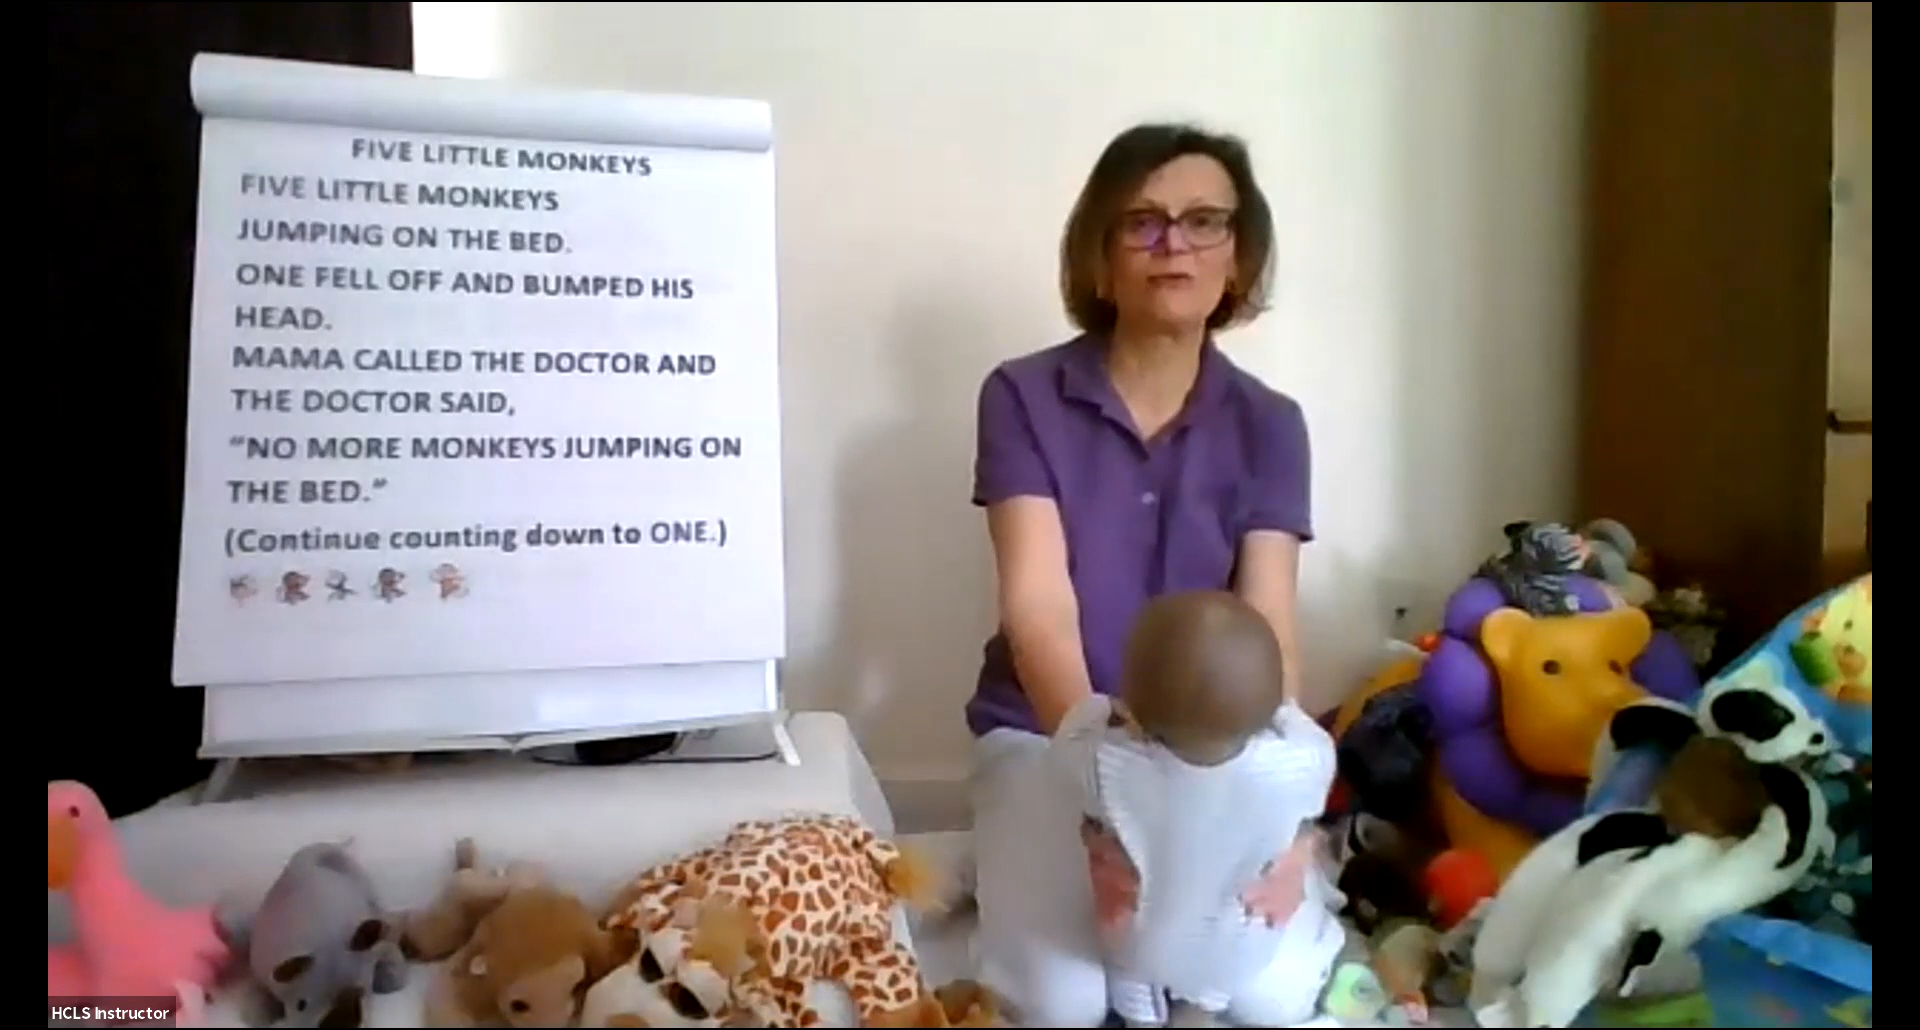 FIVE LITTLE MONKEYS
FIVE LITTLE MONKEYS
JUMPING ON THE BED.
ONE FELL OFF AND BUMPED HIS
HEAD.
MAMA CALLED THE DOCTOR AND
THE DOCTOR SAID,
“NO MORE MONKEYS JUMPING ON
THE BED.”
(Continue counting down to ONE.)
HCLS Instructor